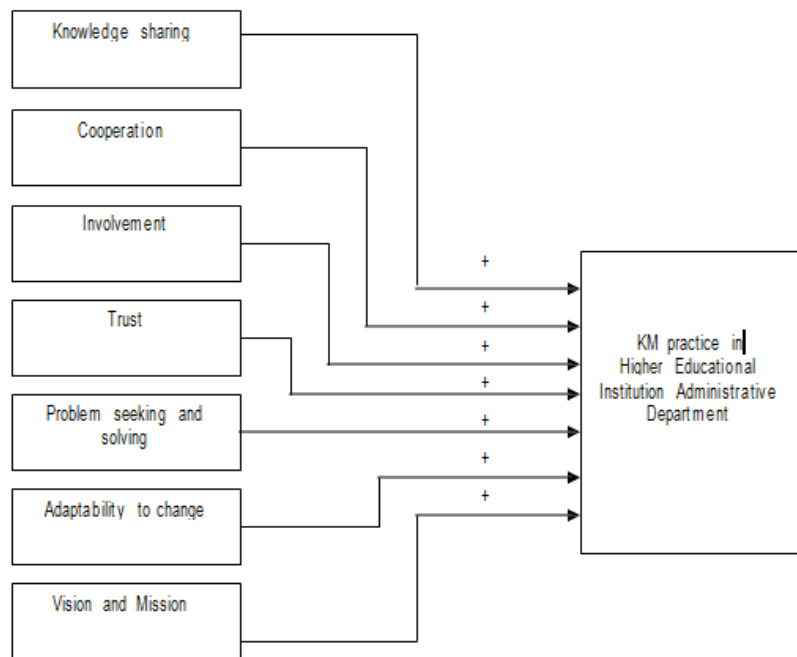 Knowledge sharing
Cooperation
Involvement
Trust
Problem seeking and
solving
Adaptability to change
Vision and Mission
+
+
+
+
+
+
+
KM practice in
Higher Educational
Institution Administrative
Department